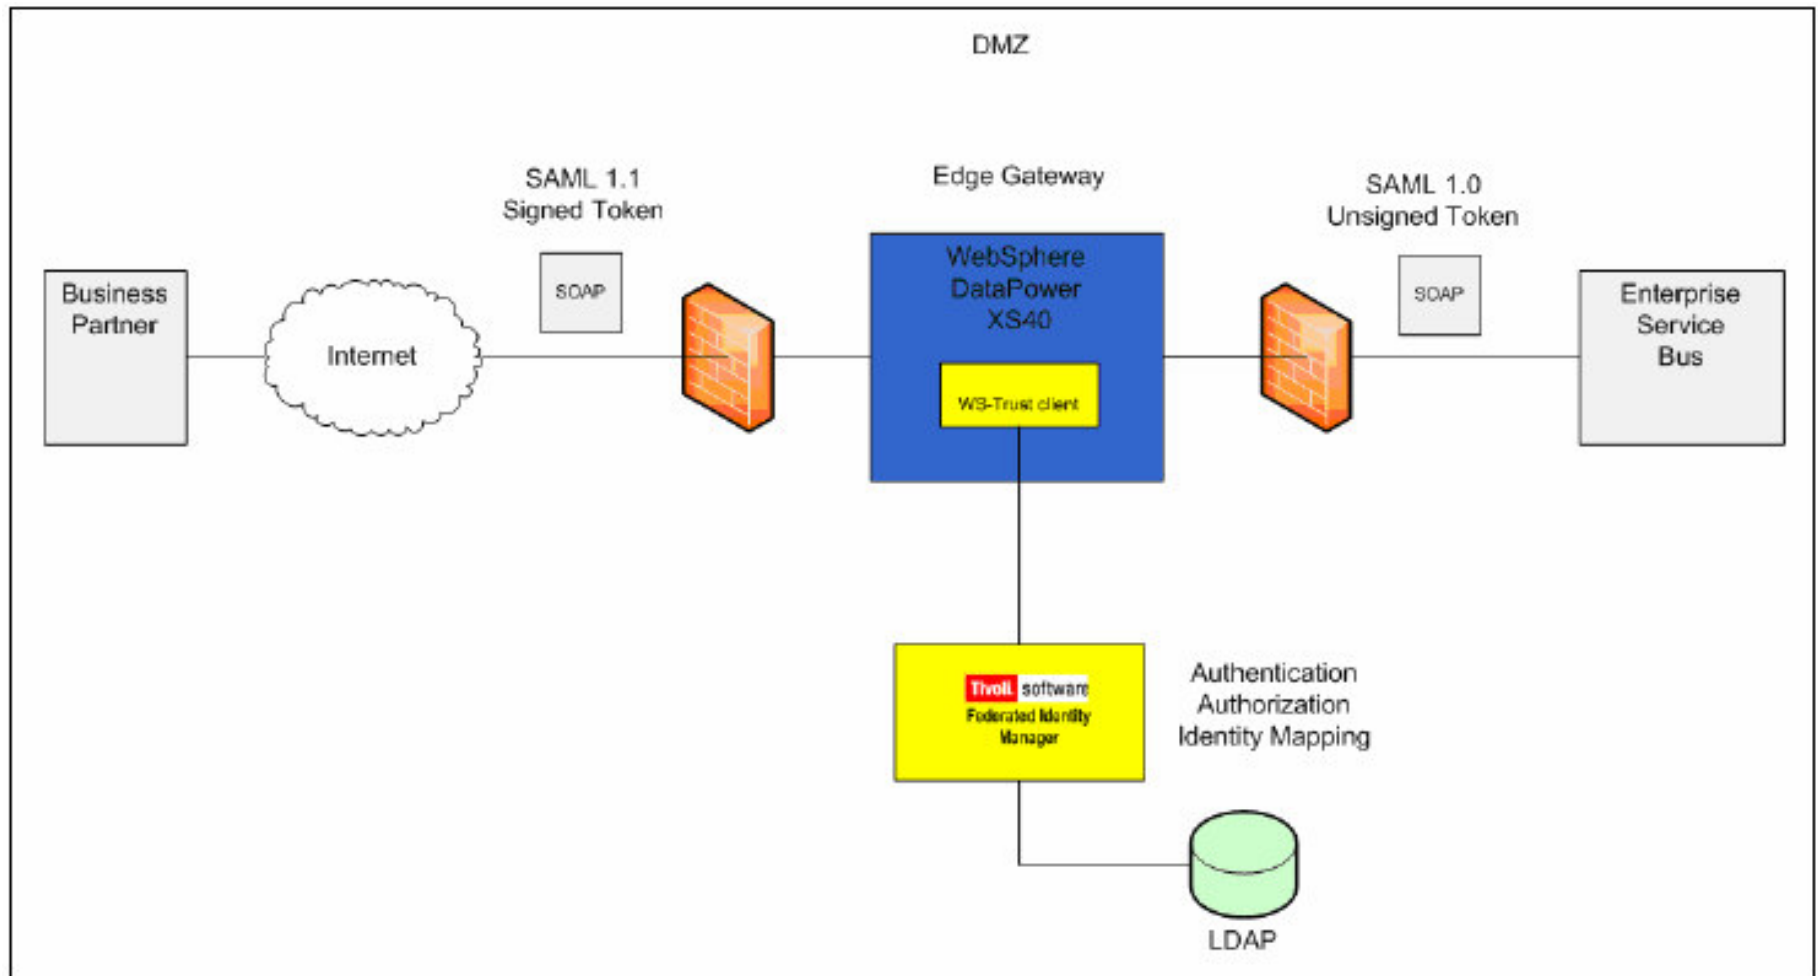 DMZ
SAML 1.1
Signed Token
Edge Gateway
SAML 1.0
Unsigned Token
Business
Partner
Internet
SOAP
WebSphere
DataPower
XS40
WS-Trust client
SOAP
Enterprise
Service
Bus
Tivoli. software
Federated Identity
Manager
Authentication
Authorization
Identity Mapping
LDAP